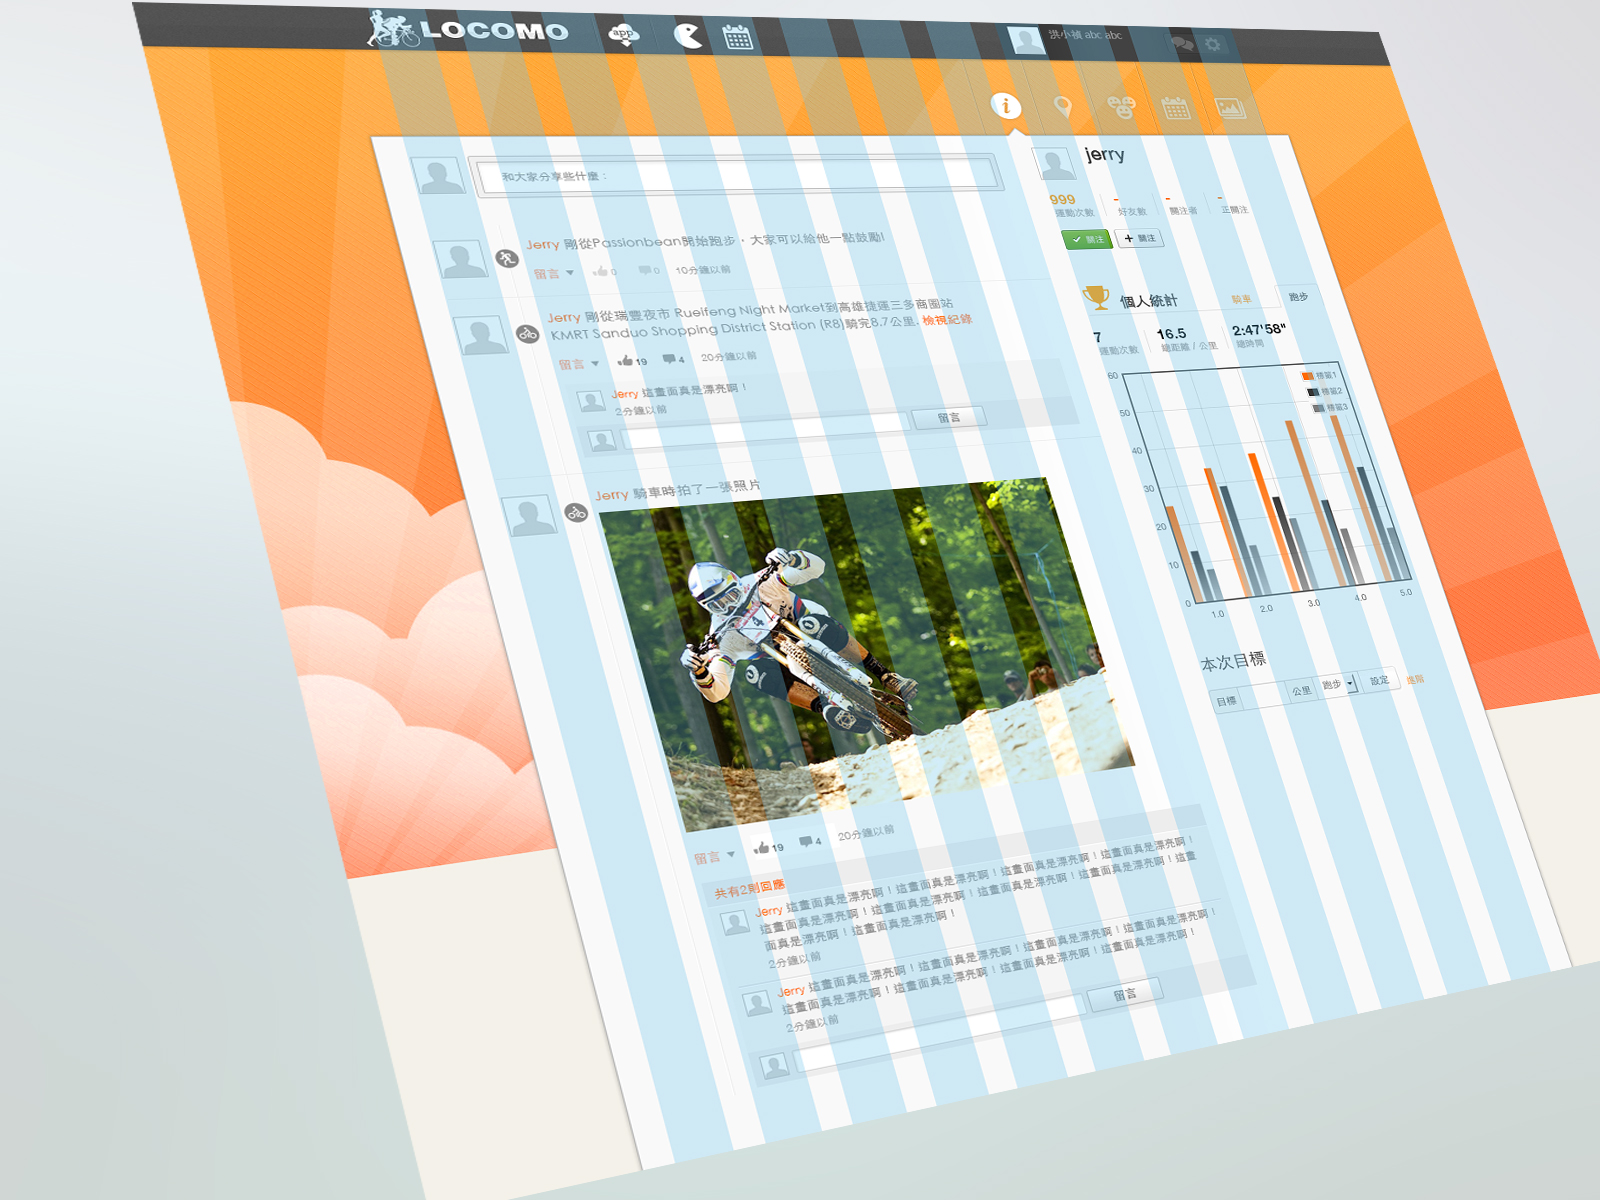 LOCOMO
app
洪小禎 abc abc
i
和大家分享些什麼：
jerry
999
運動次數
-
好友數
-
關注者
-
正關注
關注
+ 關注
Jerry 剛從Passionbean開始跑步，大家可以給他一點鼓勵!
留言
0
0
10分鐘以前
Jerry 剛從瑞豐夜市 Rueifeng Night Market到高雄捷運三多商圈站
KMRT Sanduo Shopping District Station (R8)騎完8.7公里. 檢視紀錄
留言
19
4
20分鐘以前
Jerry 這畫面真是漂亮啊！
2分鐘以前
留言
個人統計
騎車
跑步
7
運動次數
16.5
總距離 / 公里
2:47'58"
總時間
60
50
40
30
20
10
0
1.0
2.0
3.0
4.0
5.0
標籤1
標籤2
標籤3
Jerry 騎車時拍了一張照片
4
本次目標
目標
公里
跑步
設定
進階
留言
19
4
20分鐘以前
共有2則回應
Jerry 這畫面真是漂亮啊！這畫面真是漂亮啊！這畫面真是漂亮啊！這畫面真是漂亮啊！
這畫面真是漂亮啊！這畫面真是漂亮啊！這畫面真是漂亮啊！這畫面真是漂亮啊！這畫
面真是漂亮啊！這畫面真是漂亮啊！
2分鐘以前
Jerry 這畫面真是漂亮啊！這畫面真是漂亮啊！這畫面真是漂亮啊！這畫面真是漂亮啊！
這畫面真是漂亮啊！這畫面真是漂亮啊！這畫面真是漂亮啊！這畫面真是漂亮啊！
2分鐘以前
留言